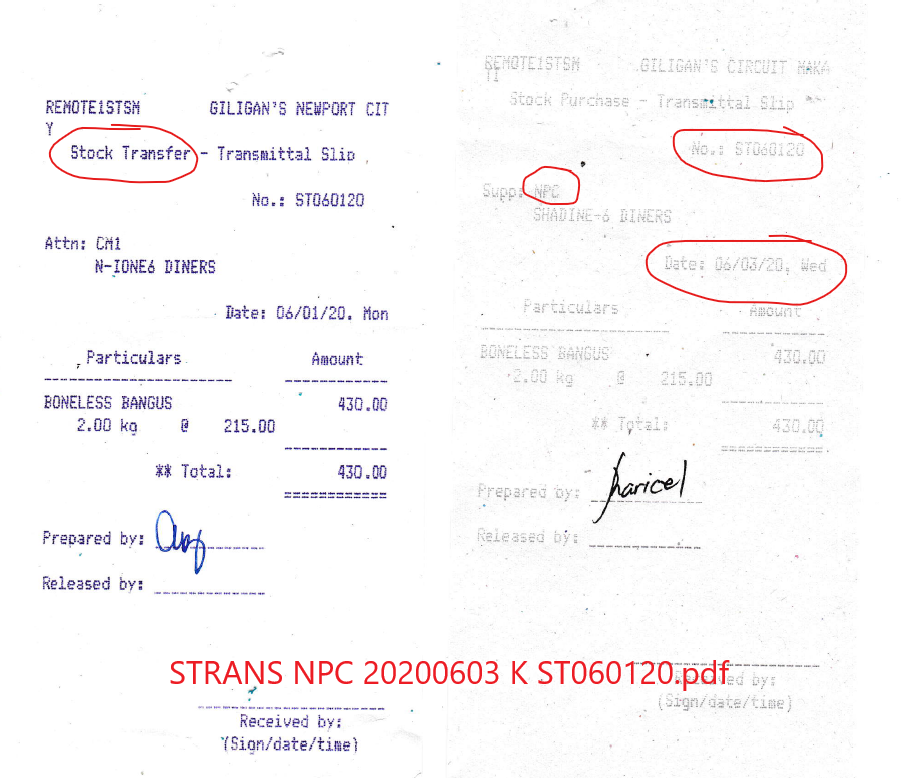 REMOTE1STSM GILIGAN'S NEWPORT CIT
Y
Stock Transfer - Transmittal Slip
No.: ST060120
Attn: CM1
N-IONE6 DINERS
Date: 06/01/20. Mon
Particulars Amount
BONELESS BANGUS 430.00
2.00 kg @ 215.00
** Total: 430.00
Prepared by:
Released by:
Received by:
(Sign/date/time)
REMOTE1STSM GILIGAN'S CIRCUIT MAKA
TI
Stock Purchase - Transmittal Slip
No.: ST060120
Supp: NPC
SHADINE-6 DINERS
Date: 06/03/20. Wed
Particulars Amount
BONELESS BANGUS 430.00
2.00 kg @ 215.00
** Total: 430.00
Prepared by: haricel
Released by:
Received by:
(Sign/date/time)
STRANS NPC 20200603 K ST060120.pdf